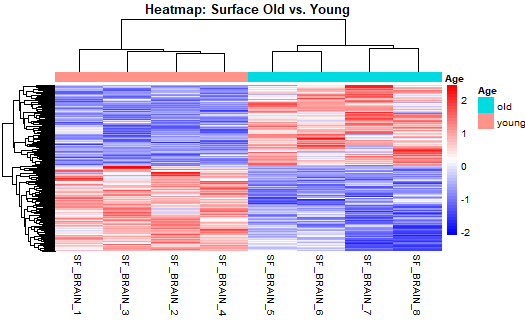 Heatmap: Surface Old vs. Young
Age
Age
old
young
2
1
0
-1
-2
SF_BRAIN_1
SF_BRAIN_3
SF_BRAIN_2
SF_BRAIN_4
SF_BRAIN_5
SF_BRAIN_6
SF_BRAIN_7
SF_BRAIN_8